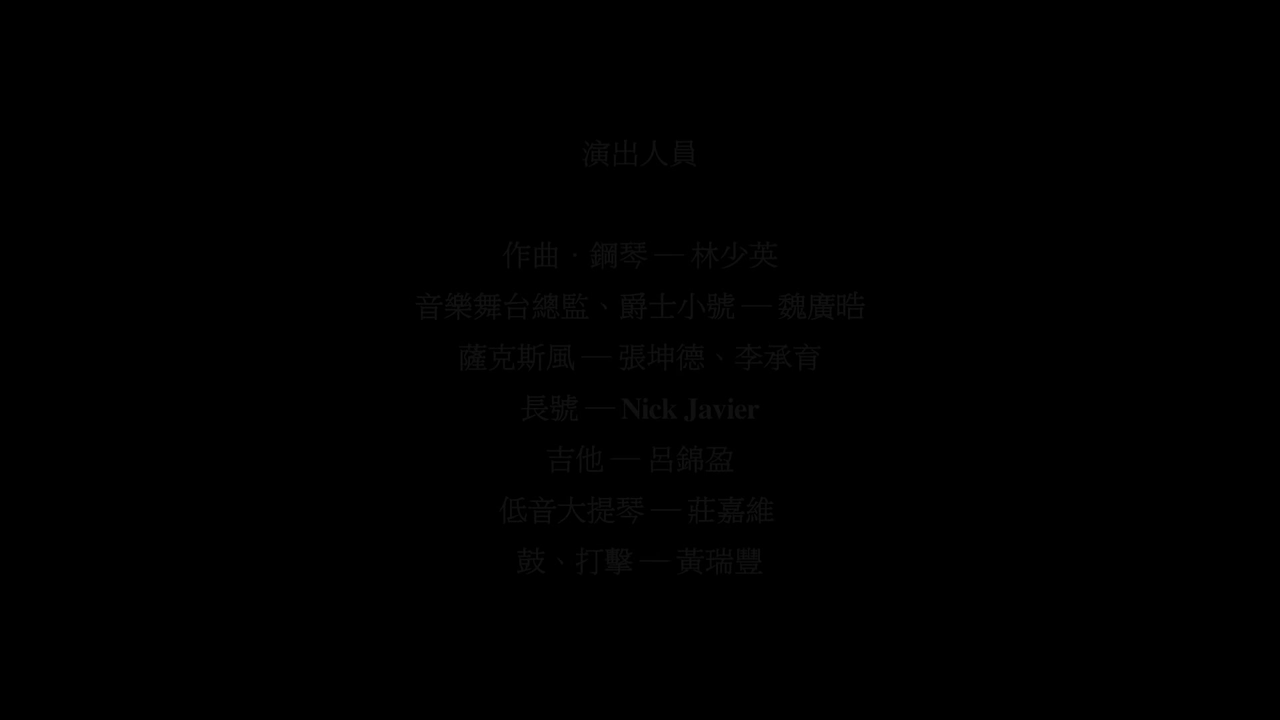 演出人員
作曲．鋼琴 — 林少英
音樂舞台總監、爵士小號 — 魏廣晧
薩克斯風 — 張坤德、李承育
長號 — Nick Javier
吉他 — 呂錦盈
低音大提琴 — 莊嘉維
鼓、打擊 — 黃瑞豐